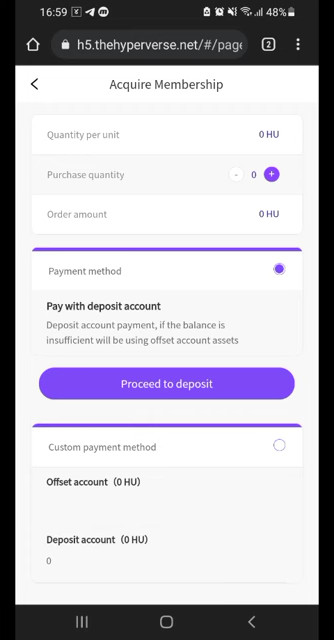 16:59 48%
h5.thehyperverse.net/#/page 2
Acquire Membership
Quantity per unit 0 HU
Purchase quantity - 0 +
Order amount 0 HU
Payment method
Pay with deposit account
Deposit account payment, if the balance is
insufficient will be using offset account assets
Proceed to deposit
Custom payment method
Offset account（0 HU）
Deposit account（0 HU）
0